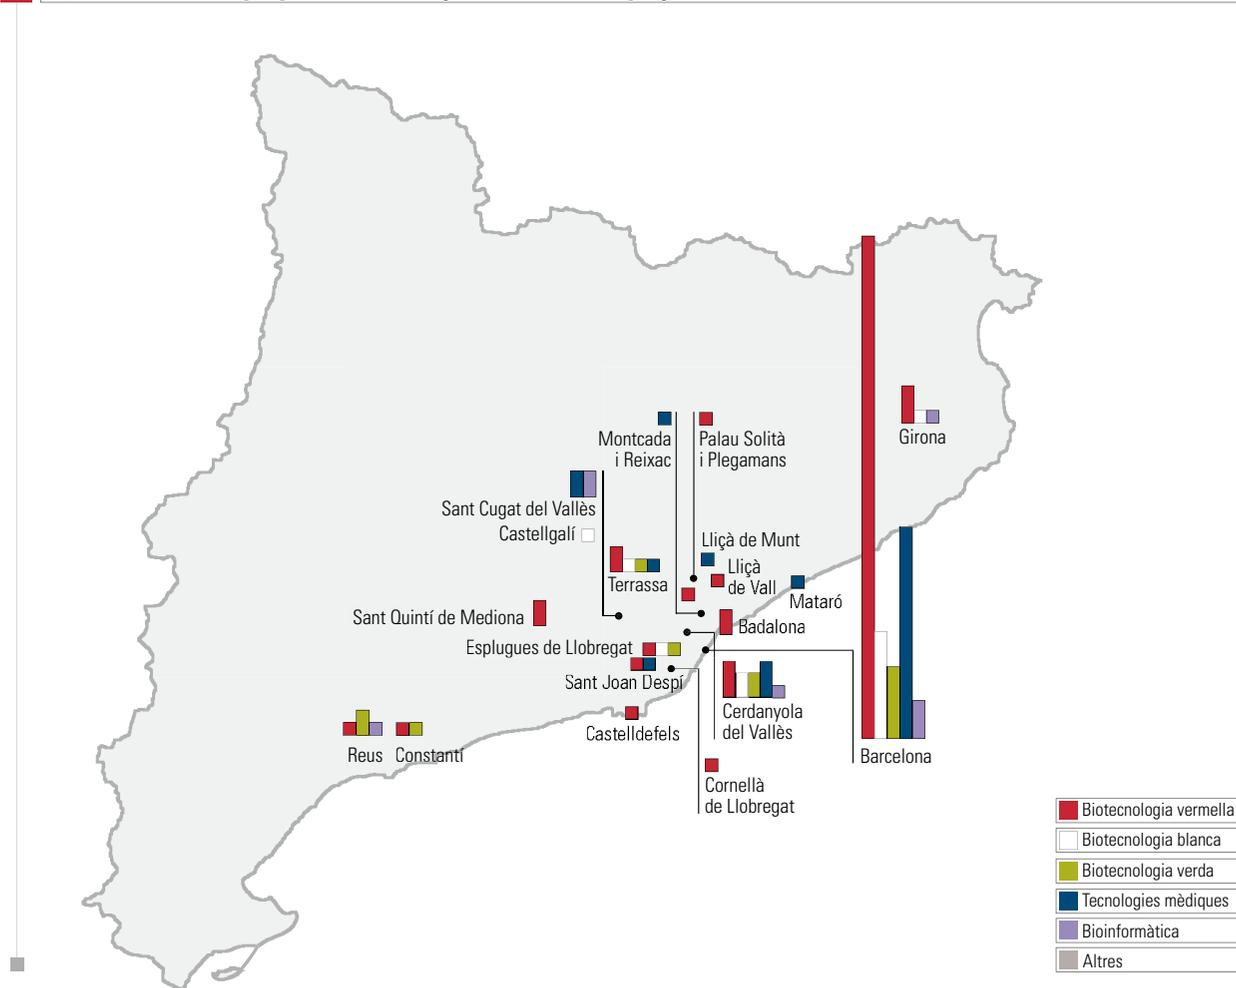 Girona
Montcada
i Reixac
Palau Solità
i Plegamans
Sant Cugat del Vallès
Castellgalí
Lliçà de Munt
Lliçà
de Vall
Terrassa
Mataró
Sant Quintí de Mediona
Badalona
Esplugues de Llobregat
Sant Joan Despí
Cerdanyola
del Vallès
Castelldefels
Reus
Constantí
Barcelona
Cornellà
de Llobregat
Biotecnologia vermella
Biotecnologia blanca
Biotecnologia verda
Tecnologies mèdiques
Bioinformàtica
Altres